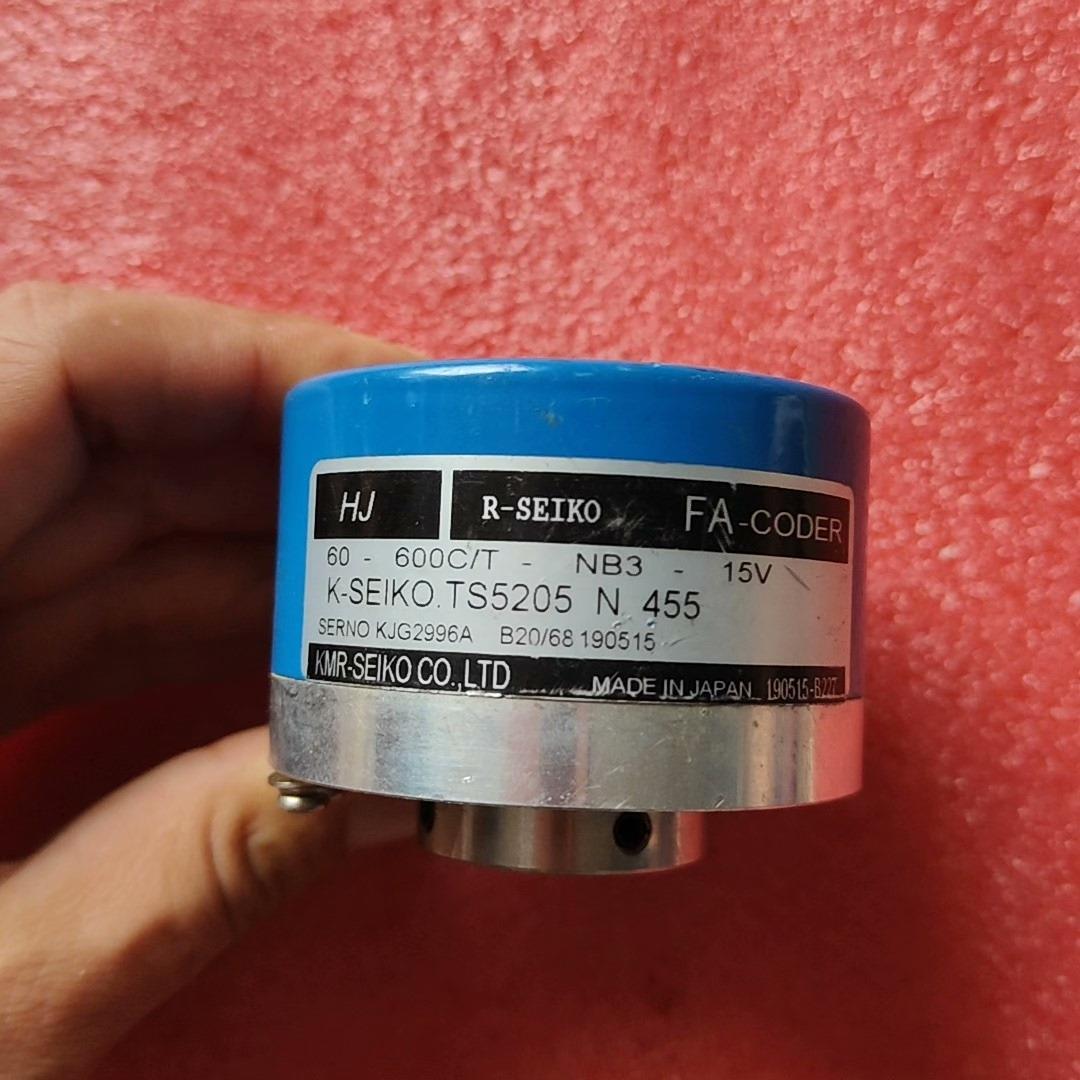 HJ R-SEIKO FA-CODER
60 - 600C/T - NB3 - 15V
K-SEIKO.TS5205 N 455
SERNO KJG2996A B20/68 190515
KMR-SEIKO CO.,LTD MADE IN JAPAN 190515-B227